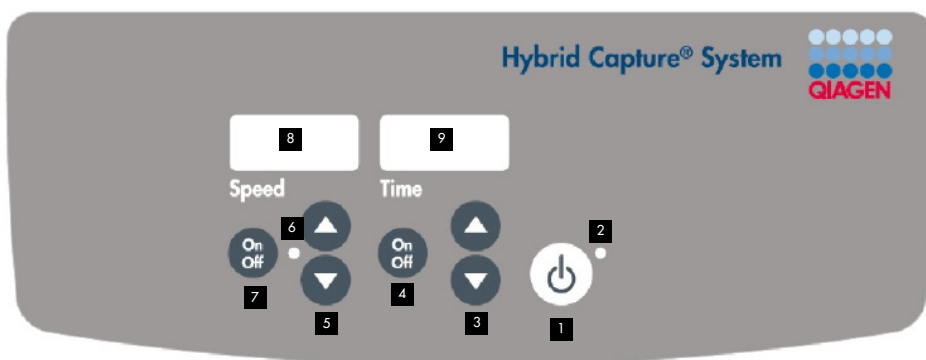 Hybrid Capture® System
QIAGEN
8
9
Speed
Time
6
2
On
Off
On
Off
7
5
4
3
1